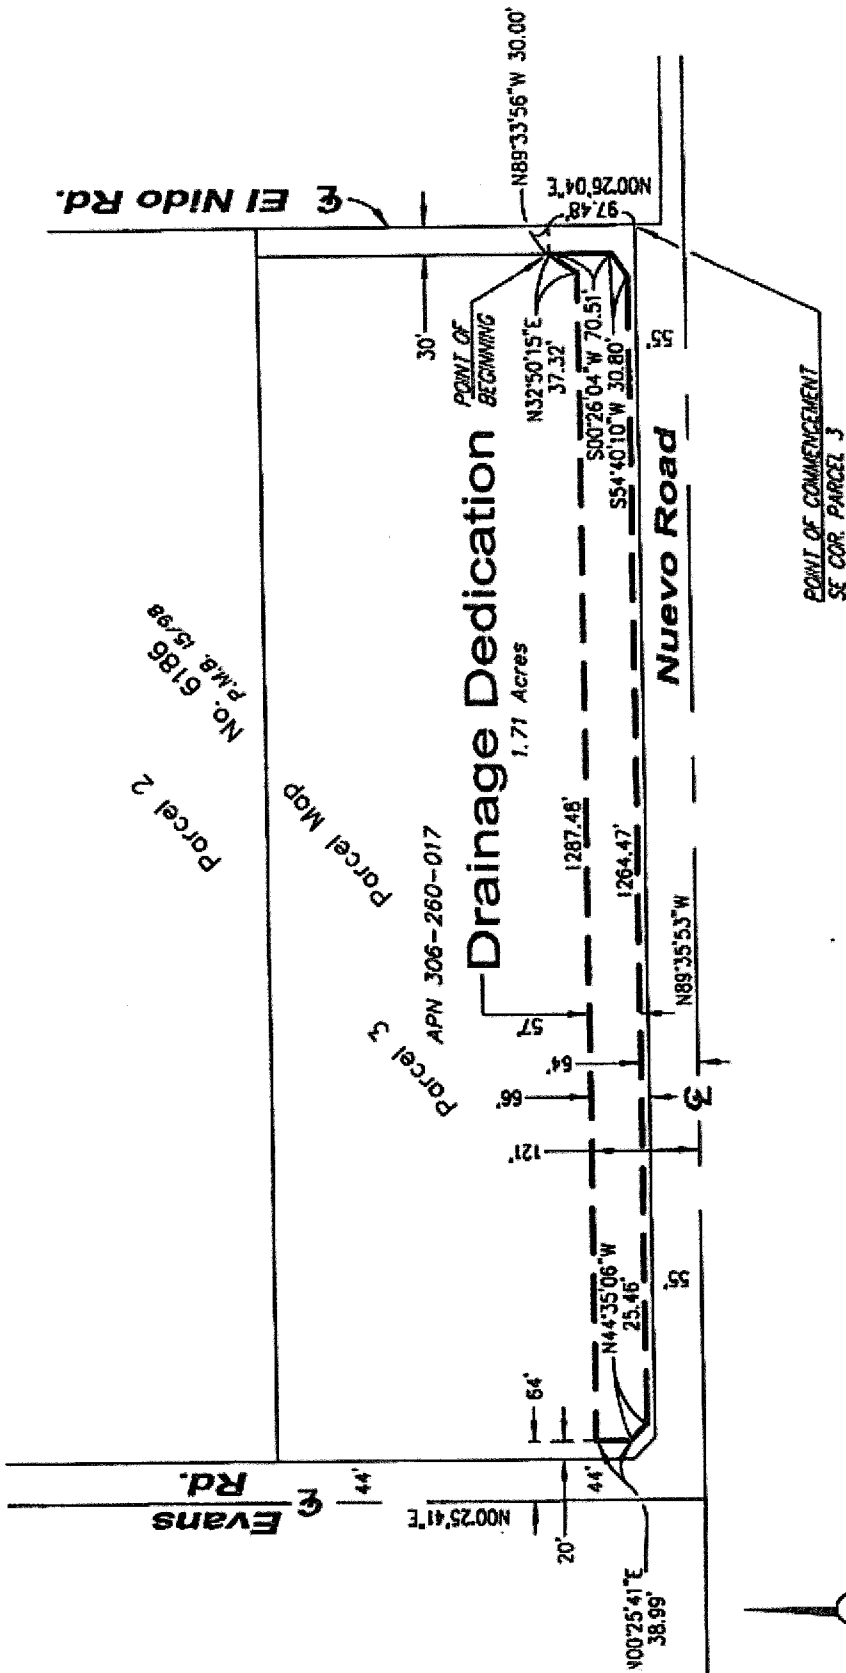 ℄ El Nido Rd.
N89°33'56"W 30.00'
97.48'
N00°26'04"E
30'
POINT OF
BEGINNING
N32°50'15"E
37.32'
S00°26'04"W 70.51'
S54°40'10"W 30.80'
55'
POINT OF COMMENCEMENT
SE COR. PARCEL 3
Nuevo Road
Drainage Dedication
1.71 Acres
No. 6186
P.M.B. 15/98
Parcel 2
Parcel Map
Parcel 3
APN 306-260-017
1287.48'
1264.47'
N89°35'53"W
57'
64'
66'
℄
121'
55'
N44°35'06"W
25.46'
64'
44'
20'
Evans
Rd.
℄
44'
N00°25'41"E
N00°25'41"E
38.99'